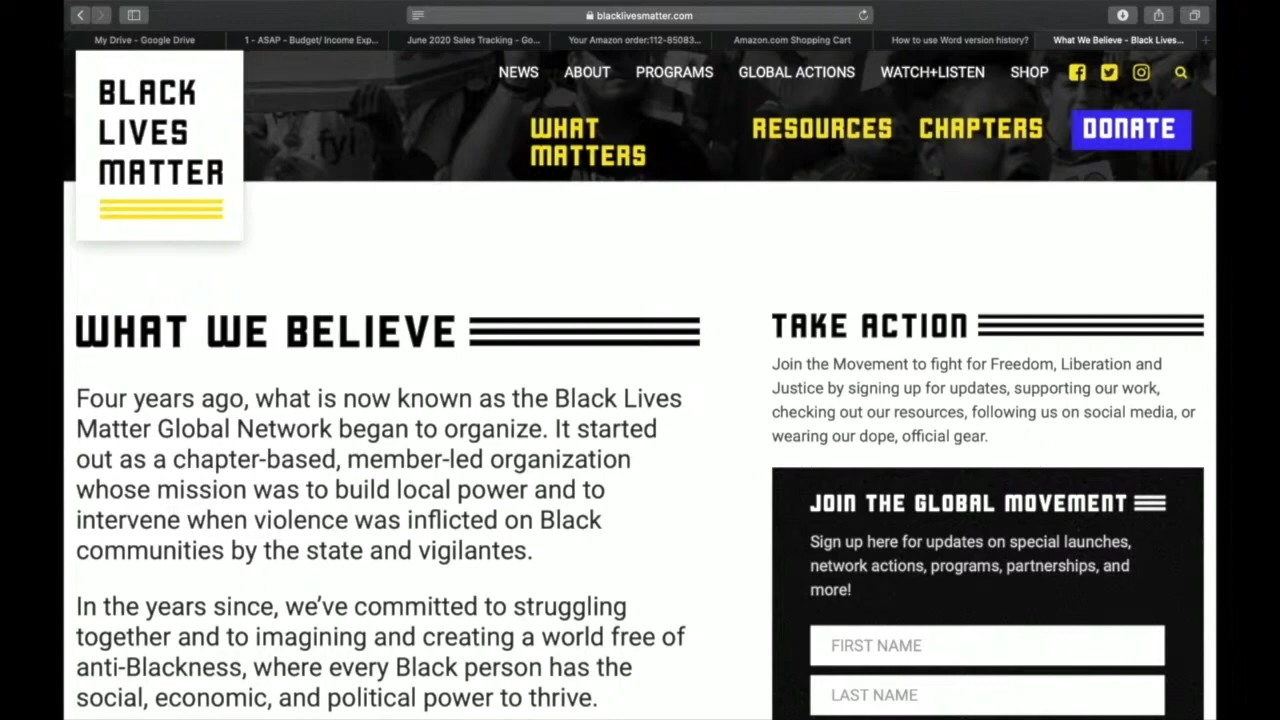 blacklivesmatter.com
My Drive - Google Drive
1 - ASAP - Budget/ Income Exp...
June 2020 Sales Tracking - Go...
Your Amazon order:112-85083...
Amazon.com Shopping Cart
How to use Word version history?
What We Believe - Black Lives...
BLACK
LIVES
MATTER
NEWS ABOUT PROGRAMS GLOBAL ACTIONS WATCH+LISTEN SHOP
WHAT
MATTERS
RESOURCES
CHAPTERS
DONATE
WHAT WE BELIEVE
Four years ago, what is now known as the Black Lives
Matter Global Network began to organize. It started
out as a chapter-based, member-led organization
whose mission was to build local power and to
intervene when violence was inflicted on Black
communities by the state and vigilantes.
In the years since, we’ve committed to struggling
together and to imagining and creating a world free of
anti-Blackness, where every Black person has the
social, economic, and political power to thrive.
TAKE ACTION
Join the Movement to fight for Freedom, Liberation and
Justice by signing up for updates, supporting our work,
checking out our resources, following us on social media, or
wearing our dope, official gear.
JOIN THE GLOBAL MOVEMENT
Sign up here for updates on special launches,
network actions, programs, partnerships, and
more!
FIRST NAME
LAST NAME